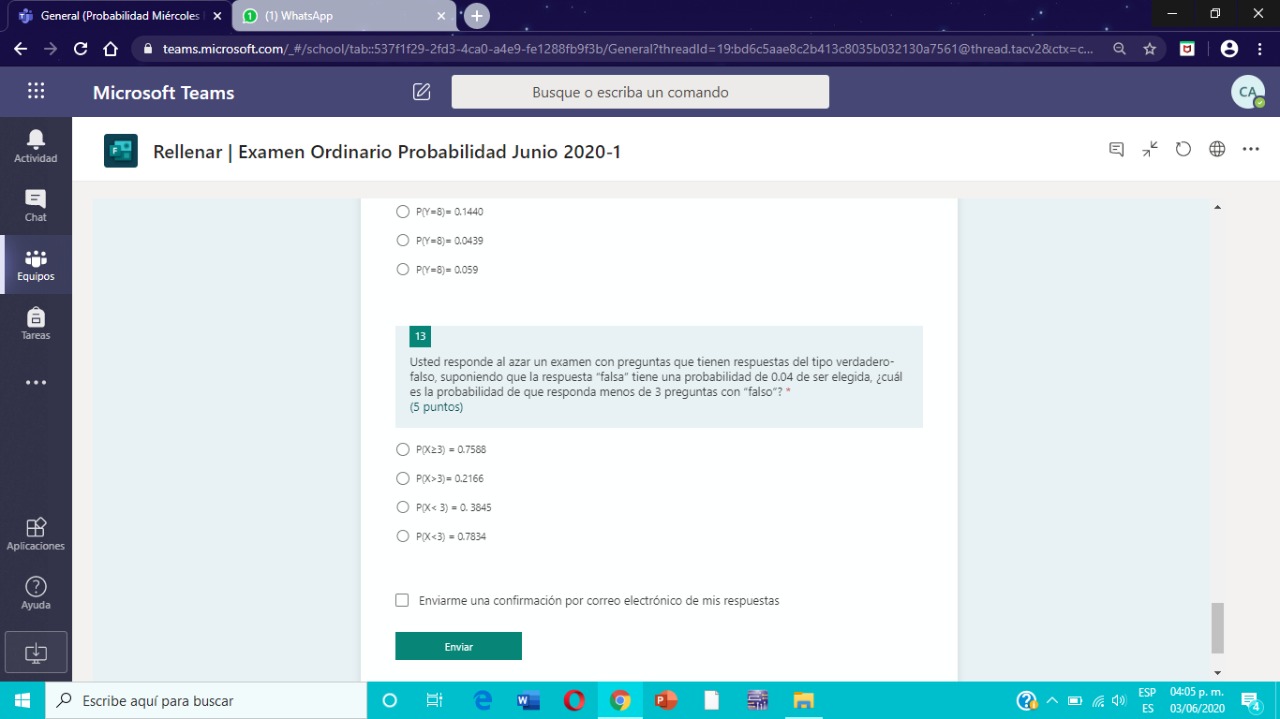 General (Probabilidad Miércoles
(1) WhatsApp
teams.microsoft.com/_#/school/tab::537f1f29-2fd3-4ca0-a4e9-fe1288fb9f3b/General?threadId=19:bd6c5aae8c2b413c8035b032130a7561@thread.tacv2&ctx=c...
Microsoft Teams
Busque o escriba un comando
CA
Actividad
Chat
Equipos
Tareas
Aplicaciones
Ayuda
Rellenar | Examen Ordinario Probabilidad Junio 2020-1
P(Y=8)= 0.1440
P(Y=8)= 0.0439
P(Y=8)= 0.059
13
Usted responde al azar un examen con preguntas que tienen respuestas del tipo verdadero-
falso, suponiendo que la respuesta "falsa" tiene una probabilidad de 0.04 de ser elegida, ¿cuál
es la probabilidad de que responda menos de 3 preguntas con "falso"? *
(5 puntos)
P(X≥3) = 0.7588
P(X>3)= 0.2166
P(X< 3) = 0. 3845
P(X<3) = 0.7834
Enviarme una confirmación por correo electrónico de mis respuestas
Enviar
Escribe aquí para buscar
ESP
ES
04:05 p. m.
03/06/2020
4